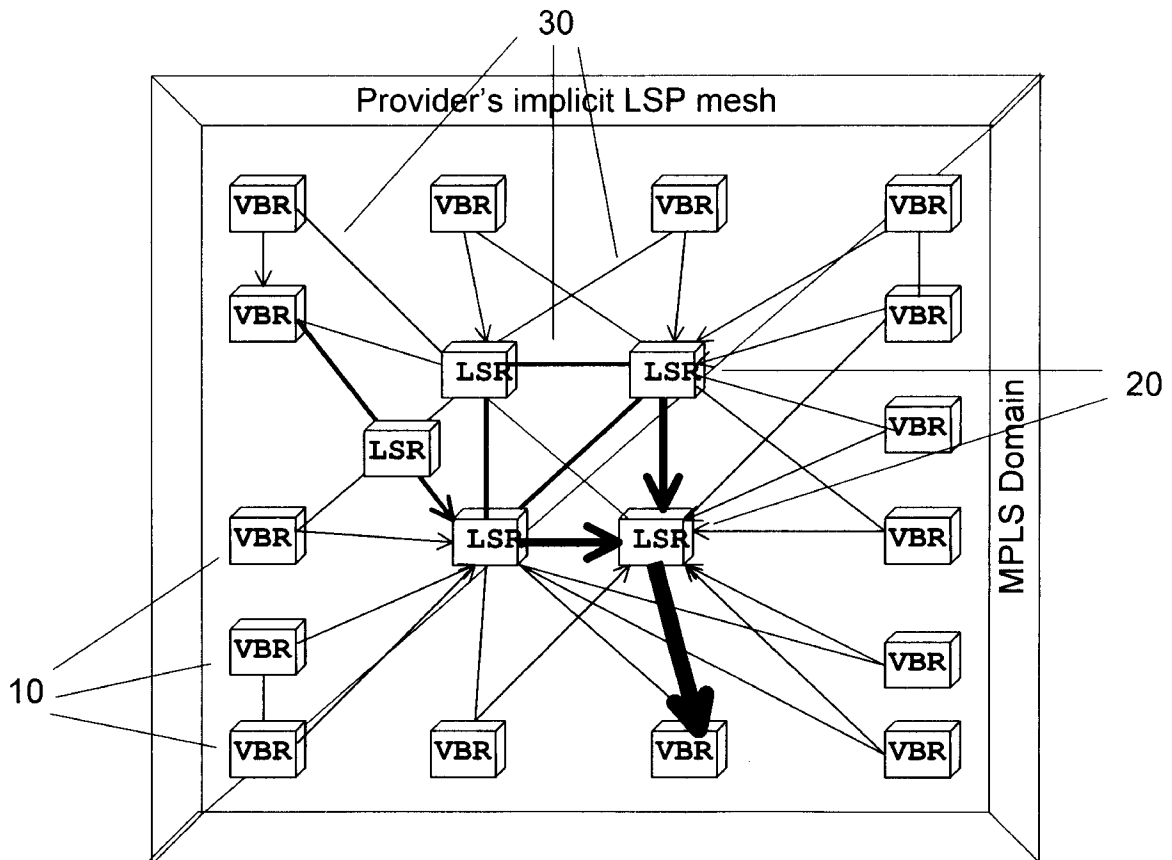 30
Provider's implicit LSP mesh
VBR VBR VBR VBR
VBR VBR
LSR LSR
20
VBR
LSR
MPLS Domain
VBR LSR LSR VBR
VBR VBR
10
VBR VBR VBR VBR